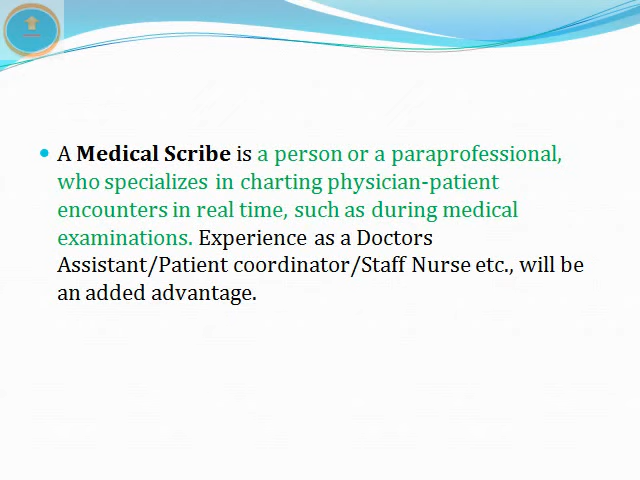 A Medical Scribe is a person or a paraprofessional,
who specializes in charting physician-patient
encounters in real time, such as during medical
examinations. Experience as a Doctors
Assistant/Patient coordinator/Staff Nurse etc., will be
an added advantage.